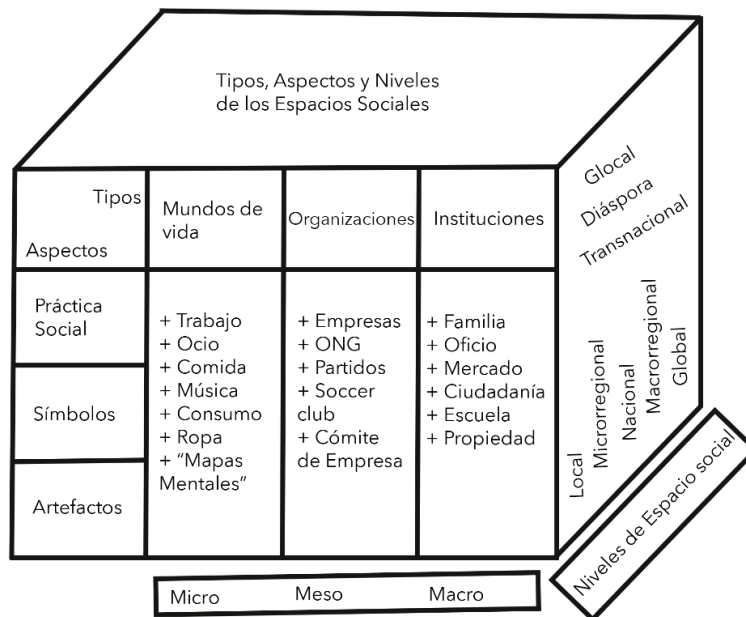 Tipos, Aspectos y Niveles
de los Espacios Sociales
Tipos
Aspectos
Mundos de
vida
Organizaciones
Instituciones
Práctica
Social
Símbolos
Artefactos
+ Trabajo
+ Ocio
+ Comida
+ Música
+ Consumo
+ Ropa
+ “Mapas
Mentales”
+ Empresas
+ ONG
+ Partidos
+ Soccer
club
+ Cómite
de Empresa
+ Familia
+ Oficio
+ Mercado
+ Ciudadanía
+ Escuela
+ Propiedad
Glocal
Diáspora
Transnacional
Local
Microrregional
Nacional
Macrorregional
Global
Niveles de Espacio social
Micro
Meso
Macro